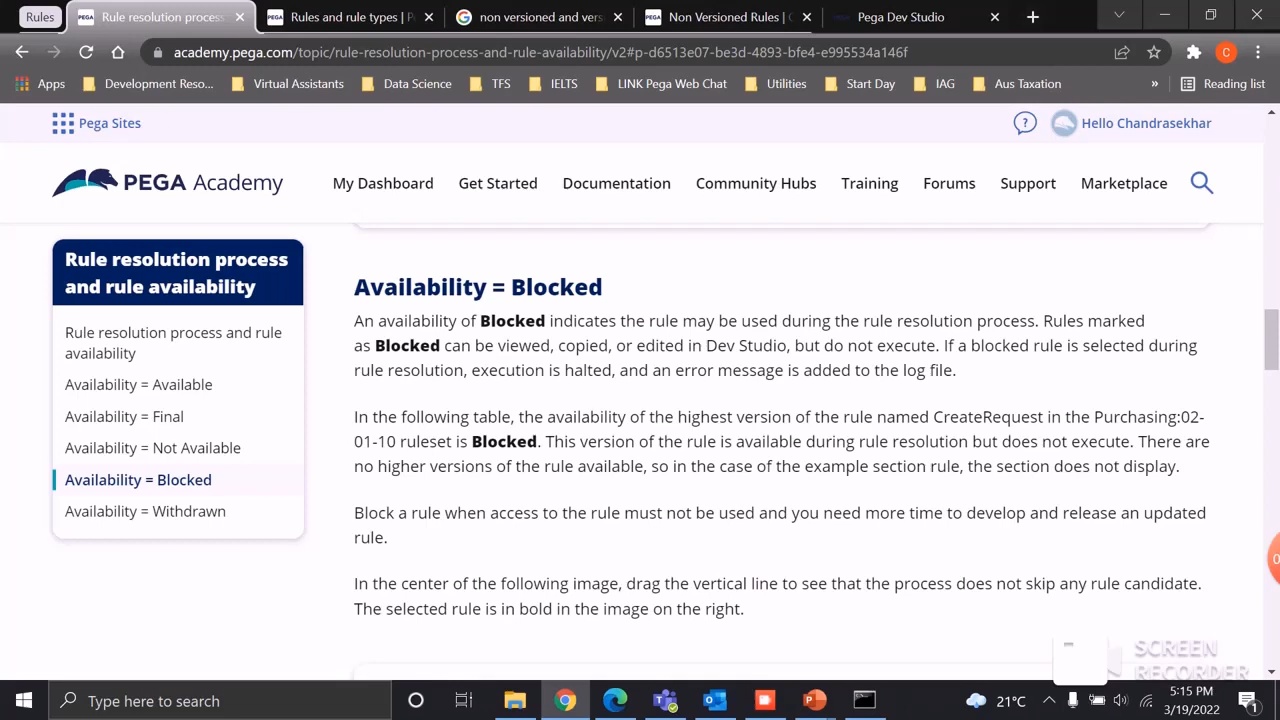 Rules
Rule resolution process
Rules and rule types | P
non versioned and vers
Non Versioned Rules | C
Pega Dev Studio
academy.pega.com/topic/rule-resolution-process-and-rule-availability/v2#p-d6513e07-be3d-4893-bfe4-e995534a146f
C
Apps
Development Reso...
Virtual Assistants
Data Science
TFS
IELTS
LINK Pega Web Chat
Utilities
Start Day
IAG
Aus Taxation
»
Reading list
Pega Sites
Hello Chandrasekhar
PEGA Academy
My Dashboard
Get Started
Documentation
Community Hubs
Training
Forums
Support
Marketplace
Rule resolution process
and rule availability
Rule resolution process and rule
availability
Availability = Available
Availability = Final
Availability = Not Available
Availability = Blocked
Availability = Withdrawn
Availability = Blocked
An availability of Blocked indicates the rule may be used during the rule resolution process. Rules marked
as Blocked can be viewed, copied, or edited in Dev Studio, but do not execute. If a blocked rule is selected during
rule resolution, execution is halted, and an error message is added to the log file.
In the following table, the availability of the highest version of the rule named CreateRequest in the Purchasing:02-
01-10 ruleset is Blocked. This version of the rule is available during rule resolution but does not execute. There are
no higher versions of the rule available, so in the case of the example section rule, the section does not display.
Block a rule when access to the rule must not be used and you need more time to develop and release an updated
rule.
In the center of the following image, drag the vertical line to see that the process does not skip any rule candidate.
The selected rule is in bold in the image on the right.
SCREEN
RECORDER
Type here to search
21°C
5:15 PM
3/19/2022
1